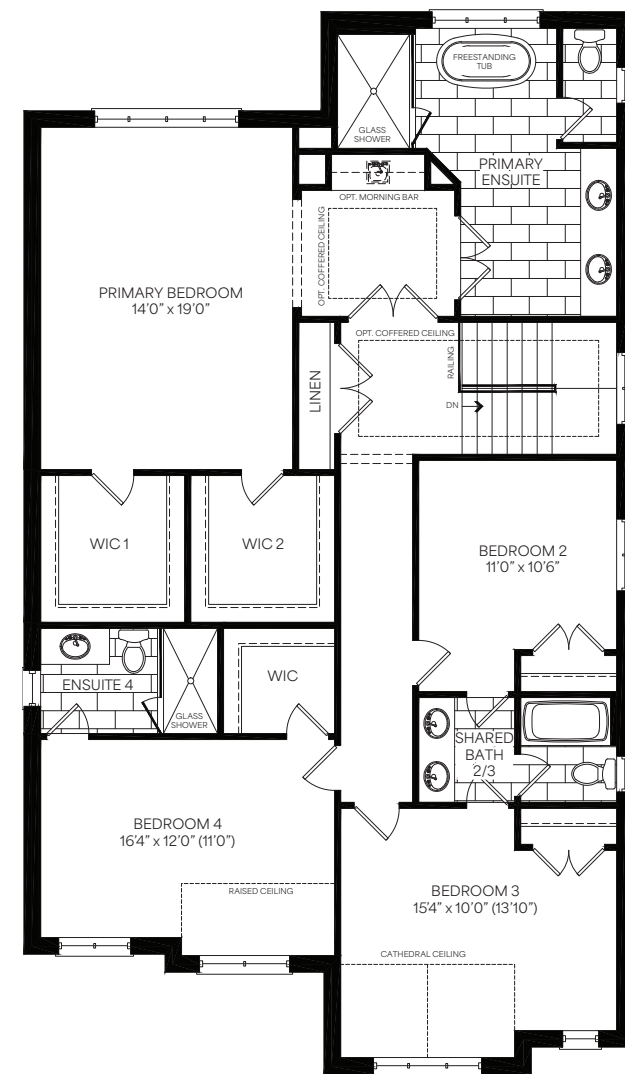 FREESTANDING
TUB
GLASS
SHOWER
PRIMARY
ENSUITE
OPT. MORNING BAR
OPT. COFFERED CEILING
PRIMARY BEDROOM
14'0" x 19'0"
OPT. COFFERED CEILING
RAILING
LINEN
DN
WIC 1
WIC 2
BEDROOM 2
11'0" x 10'6"
ENSUITE 4
GLASS
SHOWER
WIC
SHARED
BATH
2/3
BEDROOM 4
16'4" x 12'0" (11'0")
RAISED CEILING
BEDROOM 3
15'4" x 10'0" (13'10")
CATHEDRAL CEILING